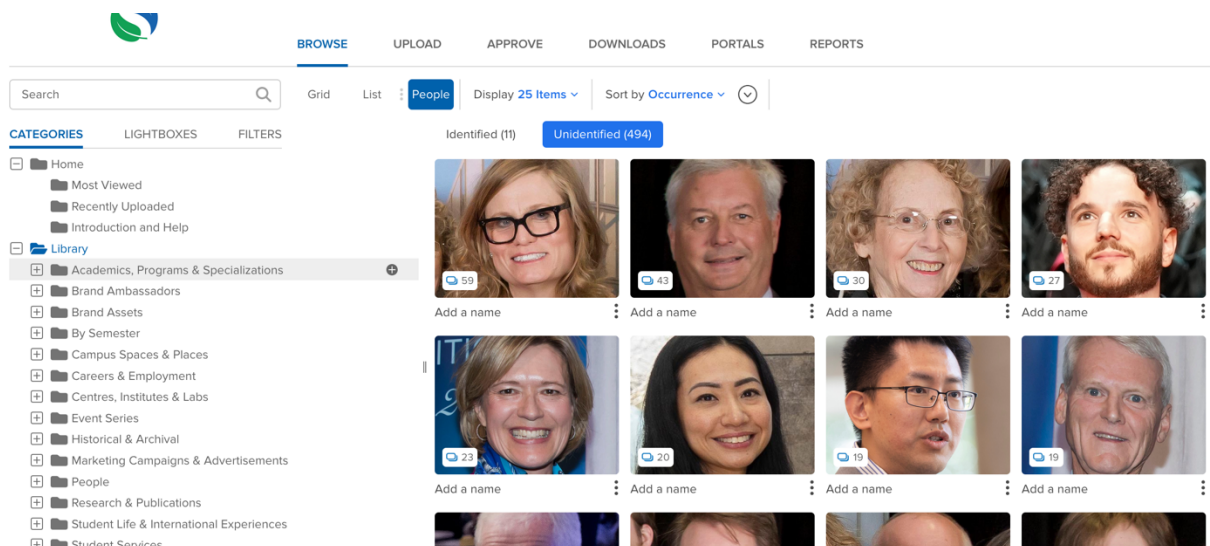 BROWSE UPLOAD APPROVE DOWNLOADS PORTALS REPORTS
Search Grid List People Display 25 Items Sort by Occurrence
CATEGORIES LIGHTBOXES FILTERS Identified (11) Unidentified (494)
Home
Most Viewed
Recently Uploaded
Introduction and Help
Library
Academics, Programs & Specializations
Brand Ambassadors
Brand Assets
By Semester
Campus Spaces & Places
Careers & Employment
Centres, Institutes & Labs
Event Series
Historical & Archival
Marketing Campaigns & Advertisements
People
Research & Publications
Student Life & International Experiences
Student Services
59 43 30 27
Add a name Add a name Add a name Add a name
23 20 19 19
Add a name Add a name Add a name Add a name